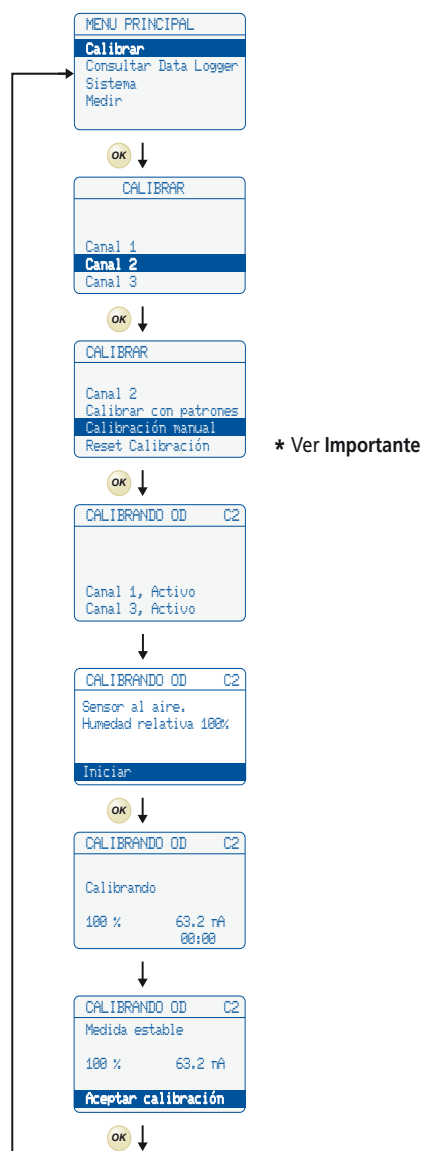 MENU PRINCIPAL
Calibrar
Consultar Data Logger
Sistema
Medir
OK
CALIBRAR
Canal 1
Canal 2
Canal 3
OK
CALIBRAR
Canal 2
Calibrar con patrones
Calibración manual
Reset Calibración
* Ver Importante
OK
CALIBRANDO OD C2
Canal 1, Activo
Canal 3, Activo
CALIBRANDO OD C2
Sensor al aire.
Humedad relativa 100%
Iniciar
OK
CALIBRANDO OD C2
Calibrando
100 % 63.2 mA
00:00
CALIBRANDO OD C2
Medida estable
100 % 63.2 mA
Aceptar calibración
OK